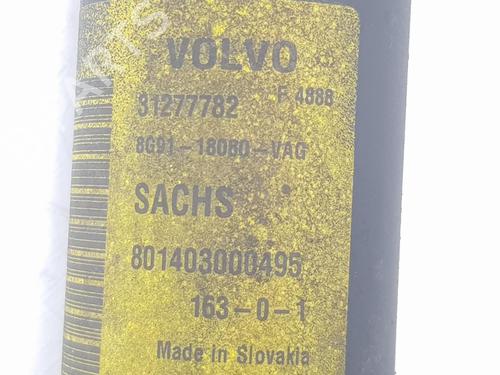 VOLVO
31277782 F 4888
8G91-18080-VAG
SACHS
801403000495
163-0-1
Made in Slovakia